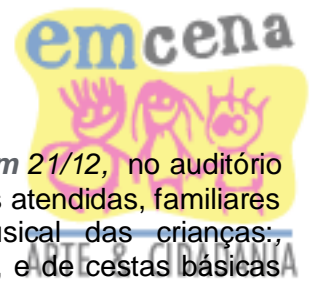 emcena
m 21/12, no auditório
s atendidas, familiares
usical das crianças:,
, e de cestas básicas
ARTE & CIDADANIA